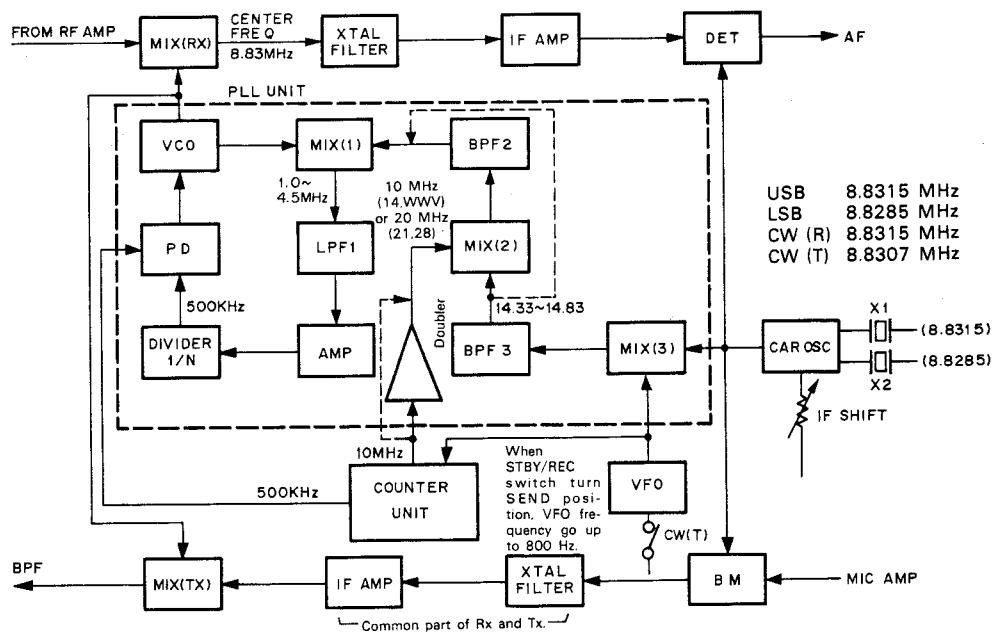 FROM RF AMP
MIX(RX)
CENTER
FREQ
8.83MHz
XTAL
FILTER
IF AMP
DET
AF
PLL UNIT
VCO
MIX(1)
BPF2
1.0~
4.5MHz
10 MHz
(14.WWV)
or 20 MHz
(21,28)
USB 8.8315 MHz
LSB 8.8285 MHz
CW (R) 8.8315 MHz
CW (T) 8.8307 MHz
PD
LPF1
MIX(2)
500KHz
Doubler
14.33~14.83
DIVIDER
1/N
AMP
BPF 3
MIX(3)
CAR OSC
X1
(8.8315)
(8.8285)
X2
IF SHIFT
10MHz
500KHz
COUNTER
UNIT
When
STBY/REC
switch turn
SEND posi-
tion, VFO fre-
quency go up
to 800 Hz.
VFO
CW(T)
BPF
MIX(TX)
IF AMP
XTAL
FILTER
BM
MIC AMP
Common part of Rx and Tx.